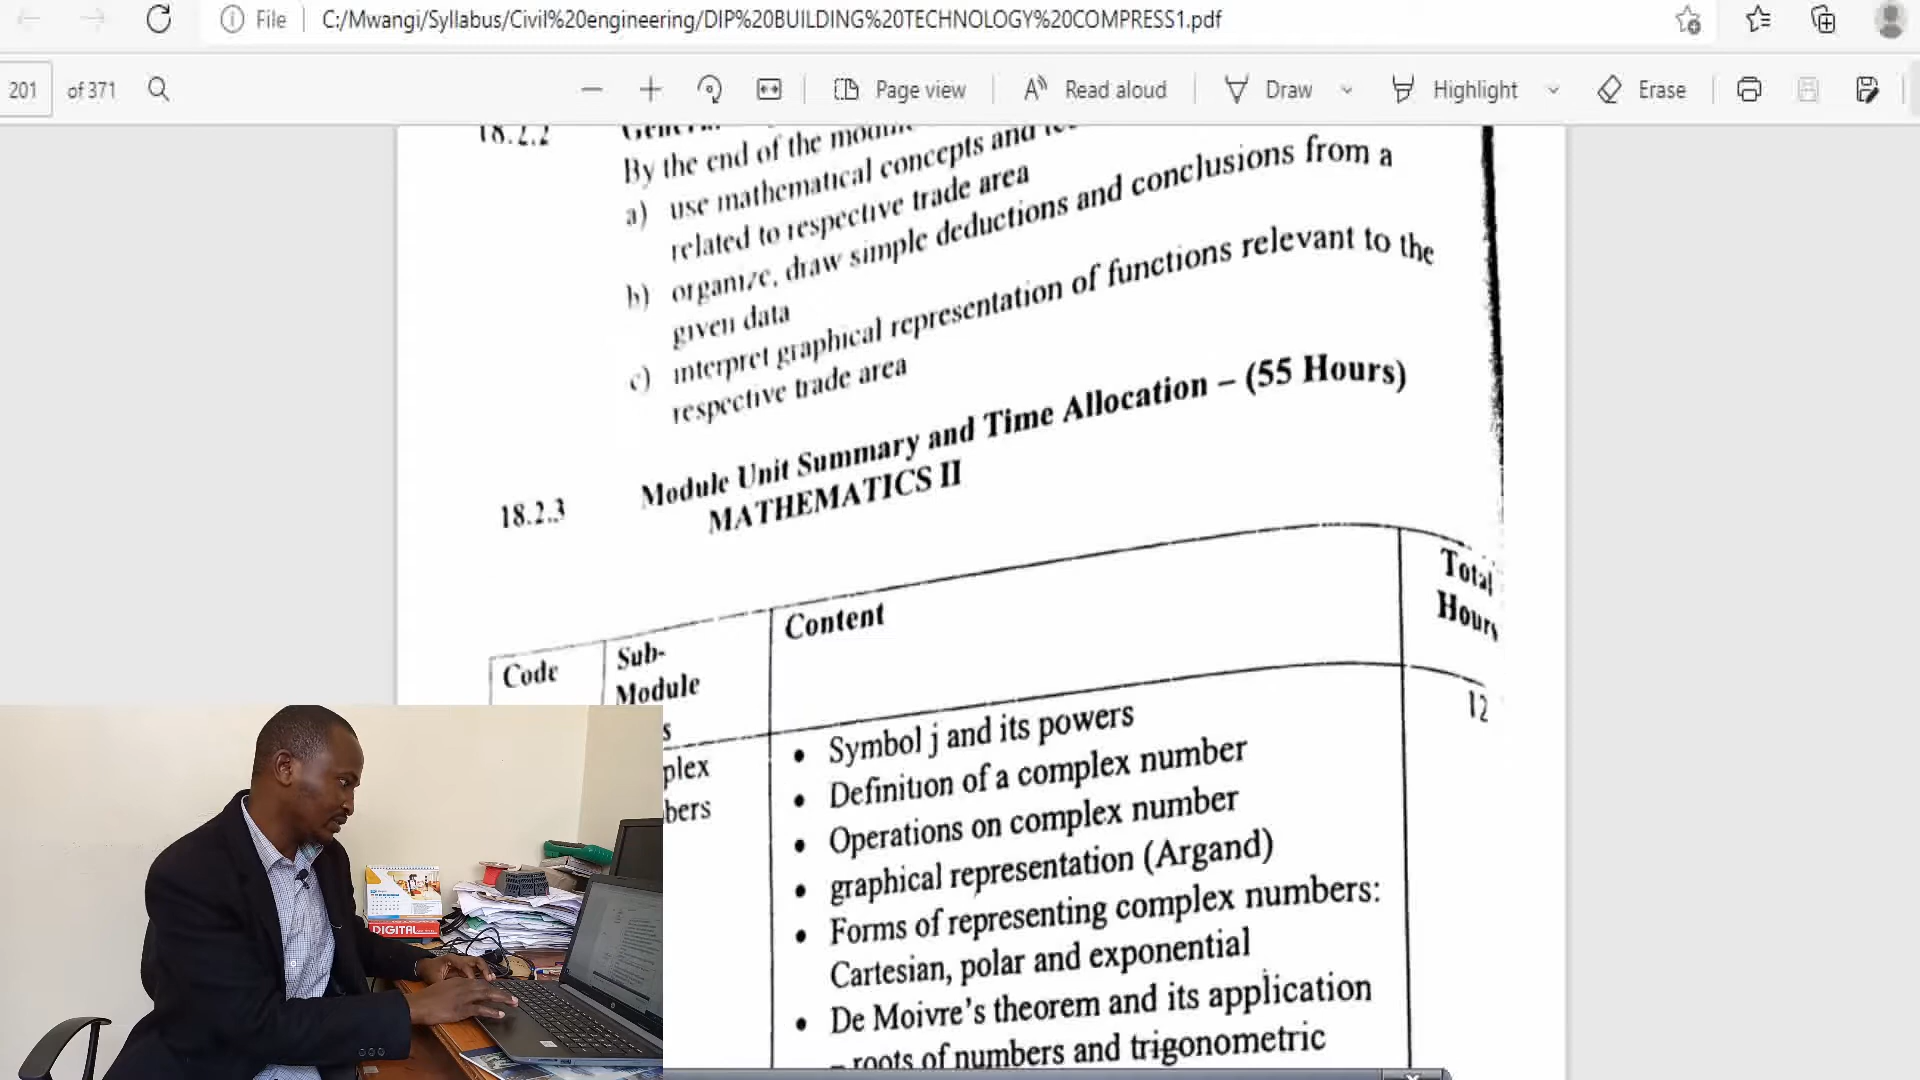 File
C:/Mwangi/Syllabus/Civil%20engineering/DIP%20BUILDING%20TECHNOLOGY%20COMPRESS1.pdf
201 of 371
Page view
Read aloud
Draw
Highlight
Erase
18.2.2
By the end of the
a) use mathematical concepts and
related to respective trade area
b) organize, draw simple deductions and conclusions from a
given data
c) interpret graphical representation of functions relevant to the
respective trade area
18.2.3 Module Unit Summary and Time Allocation – (55 Hours)
MATHEMATICS II
Code
Sub-
Module
s
Content
Total
Hours
plex
bers
• Symbol j and its powers
• Definition of a complex number
• Operations on complex number
• graphical representation (Argand)
• Forms of representing complex numbers:
Cartesian, polar and exponential
• De Moivre's theorem and its application
– roots of numbers and trigonometric
12
DIGITAL